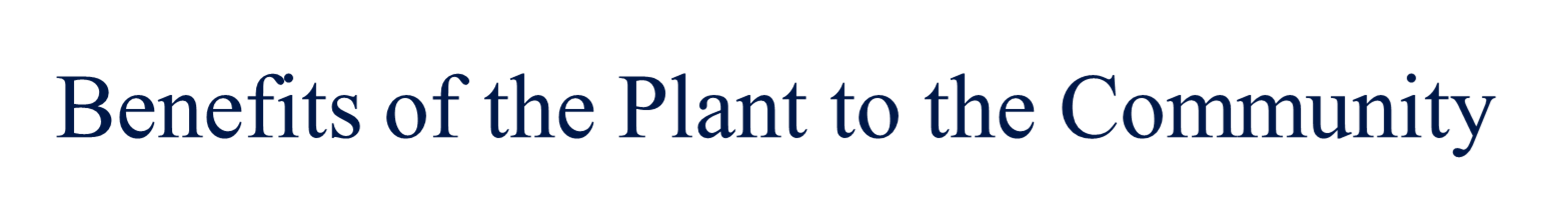 Benefits of the Plant to the Community